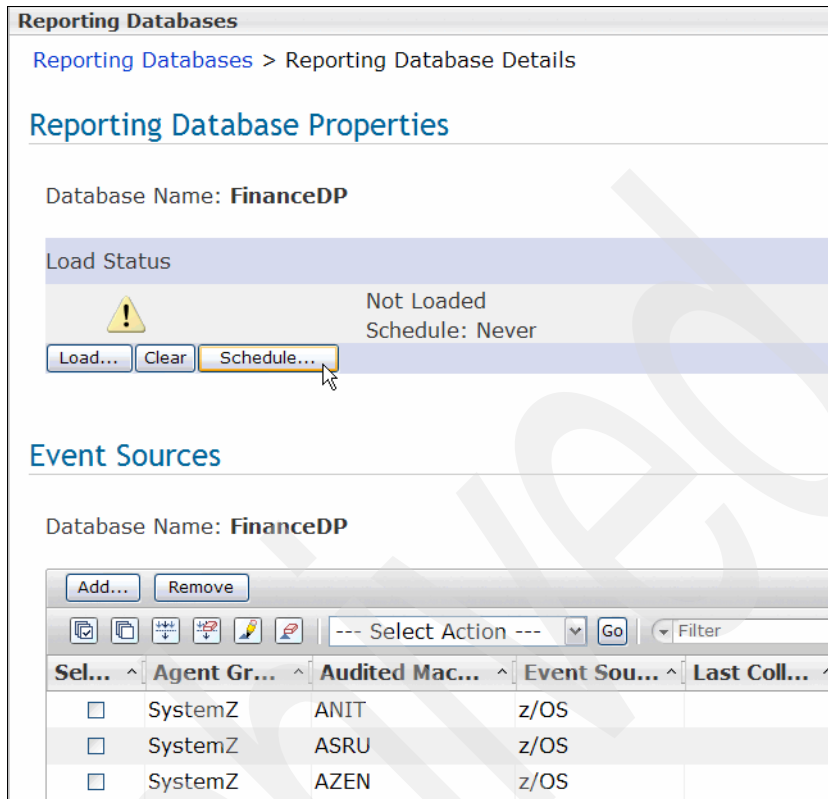 Reporting Databases
Reporting Databases > Reporting Database Details
Reporting Database Properties
Database Name: FinanceDP
Load Status
Not Loaded
Schedule: Never
Load... Clear Schedule...
Event Sources
Database Name: FinanceDP
Add... Remove
--- Select Action --- Go Filter
Sel... Agent Gr... Audited Mac... Event Sou... Last Coll...
SystemZ ANIT z/OS
SystemZ ASRU z/OS
SystemZ AZEN z/OS